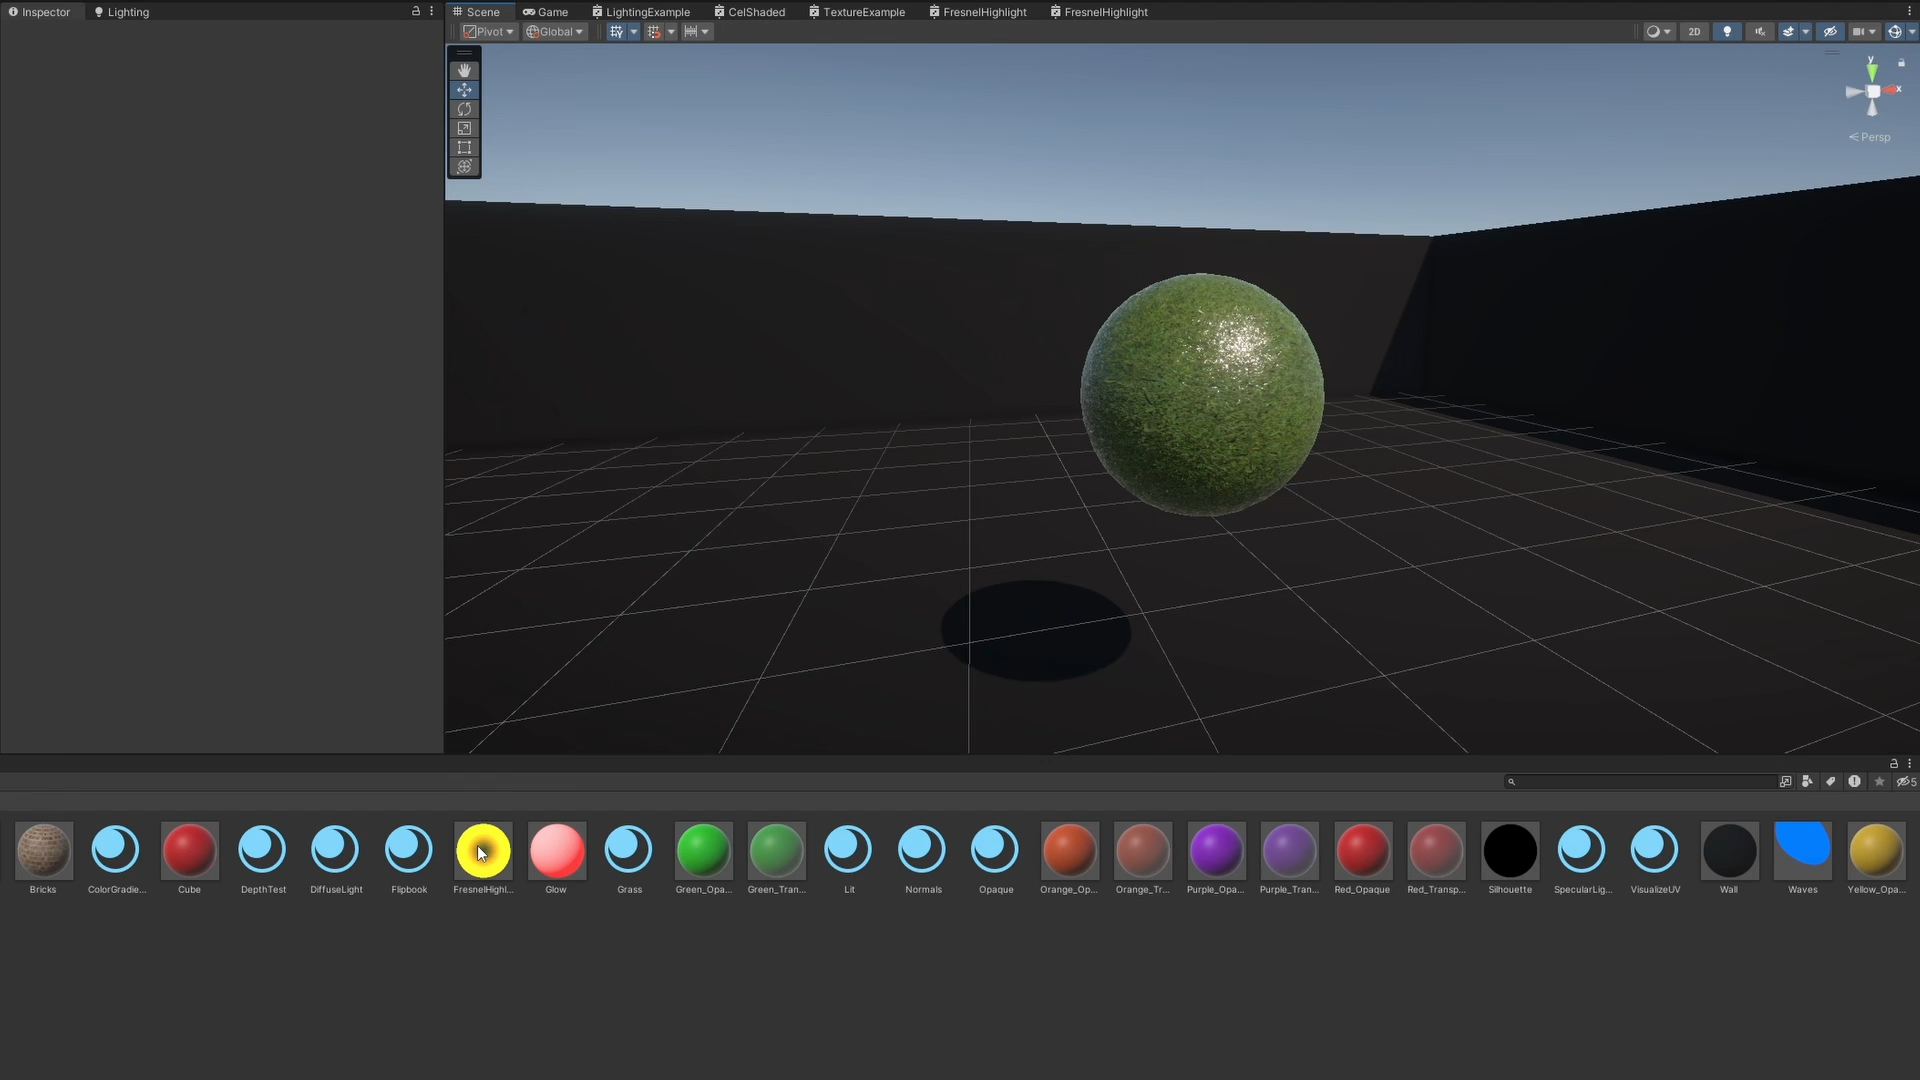 Inspector Lighting Scene Game LightingExample CelShaded TextureExample FresnelHighlight FresnelHighlight
Pivot Global 2D
y
x
< Persp
5
Bricks ColorGradie... Cube DepthTest DiffuseLight Flipbook FresnelHighl... Glow Grass Green_Opa... Green_Tran... Lit Normals Opaque Orange_Op... Orange_Tr... Purple_Opa... Purple_Tran... Red_Opaque Red_Transp... Silhouette SpecularLig... VisualizeUV Wall Waves Yellow_Opa...